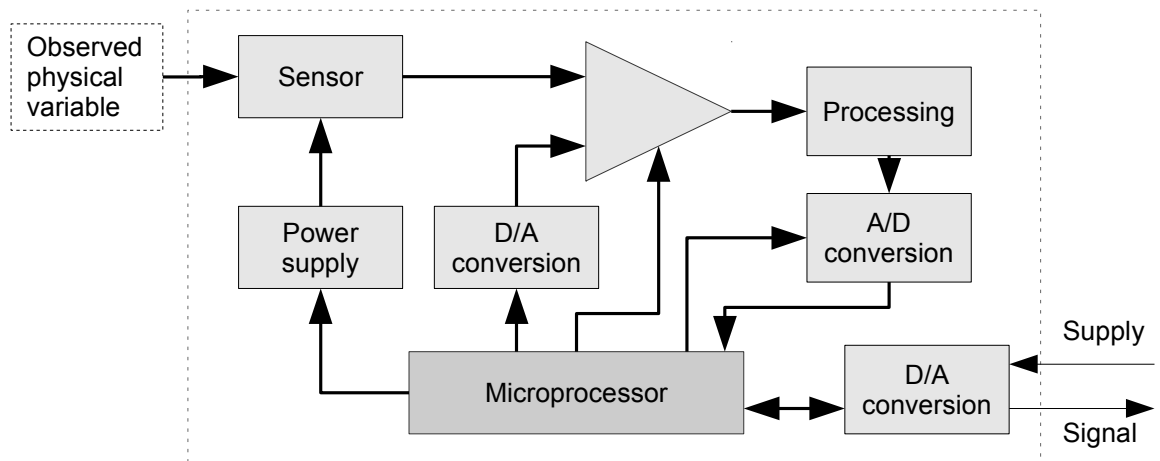 Observed
physical
variable
Sensor
Processing
Power
supply
D/A
conversion
A/D
conversion
Microprocessor
D/A
conversion
Supply
Signal